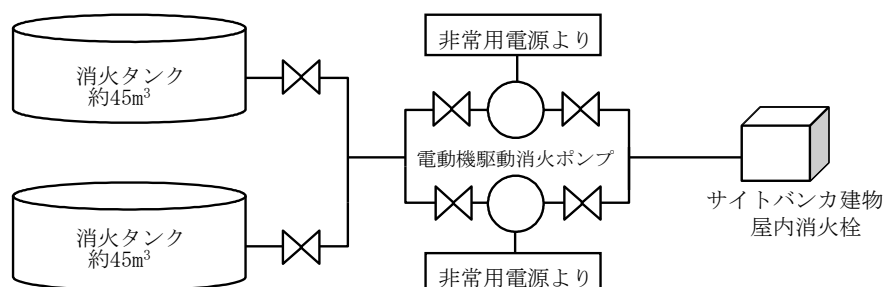 消火タンク
約45m³
非常用電源より
電動機駆動消火ポンプ
サイトバンカ建物
屋内消火栓
消火タンク
約45m³
非常用電源より